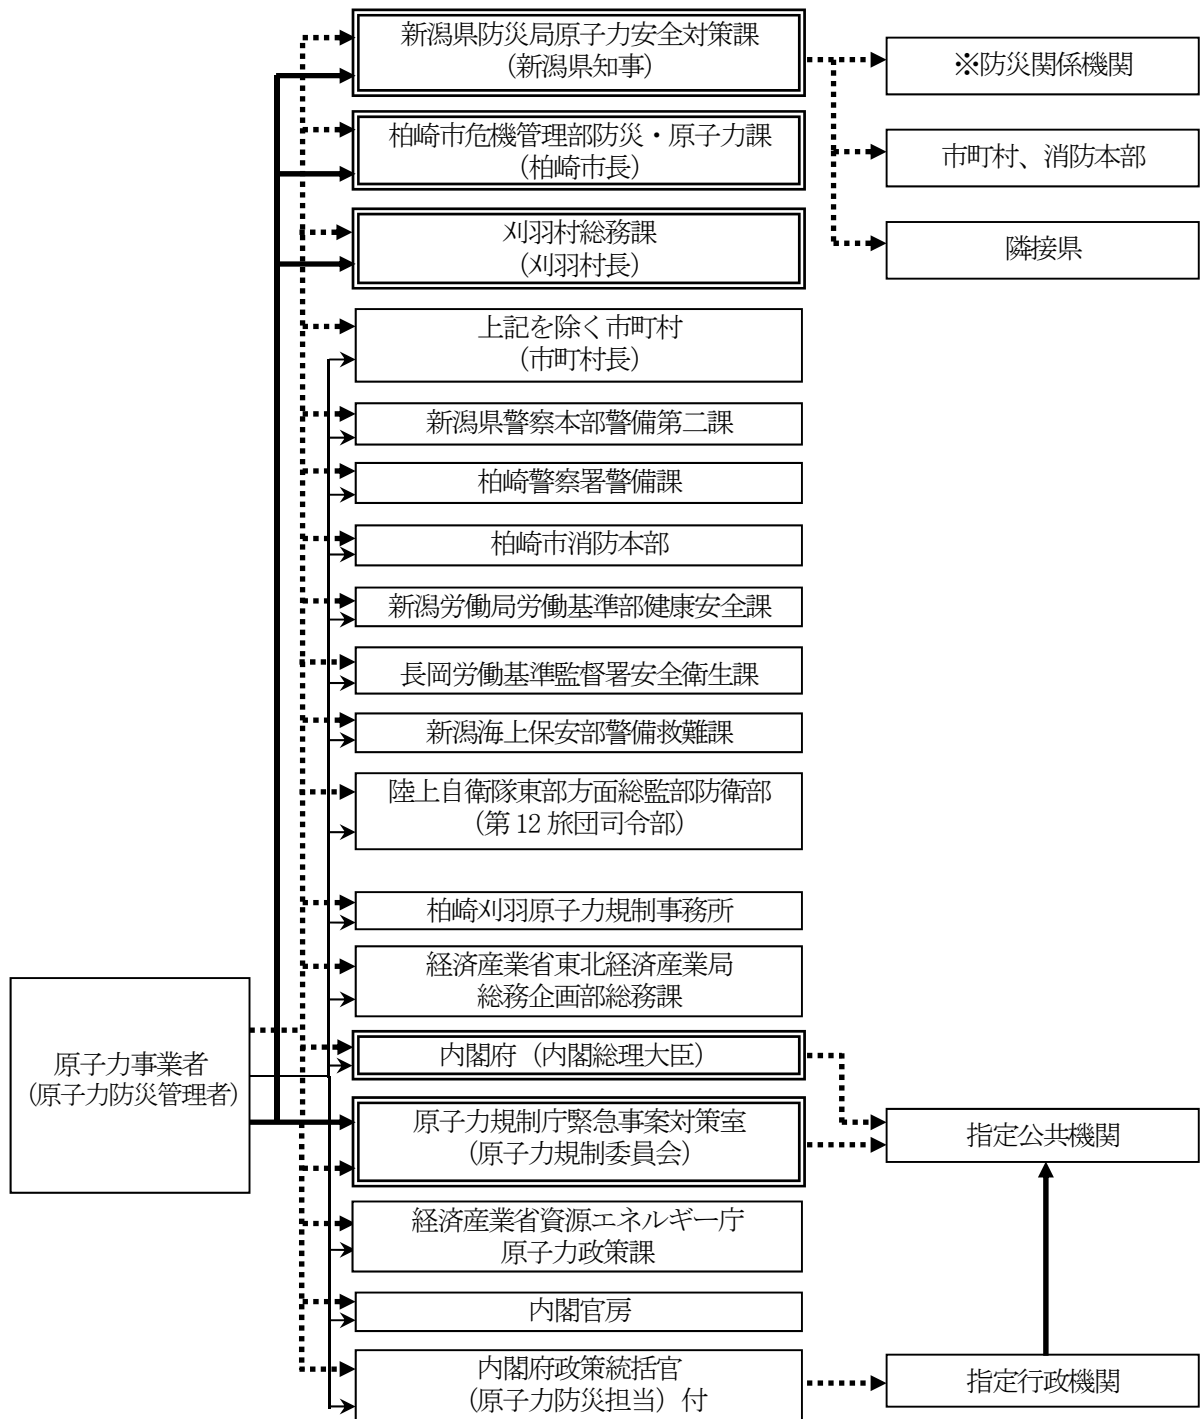 新潟県防災局原子力安全対策課
(新潟県知事)
※防災関係機関
柏崎市危機管理部防災・原子力課
(柏崎市長)
市町村、消防本部
刈羽村総務課
(刈羽村長)
隣接県
上記を除く市町村
(市町村長)
新潟県警察本部警備第二課
柏崎警察署警備課
柏崎市消防本部
新潟労働局労働基準部健康安全課
長岡労働基準監督署安全衛生課
新潟海上保安部警備救難課
陸上自衛隊東部方面総監部防衛部
(第 12 旅団司令部)
柏崎刈羽原子力規制事務所
経済産業省東北経済産業局
総務企画部総務課
原子力事業者
(原子力防災管理者)
内閣府(内閣総理大臣)
原子力規制庁緊急事案対策室
(原子力規制委員会)
指定公共機関
経済産業省資源エネルギー庁
原子力政策課
内閣官房
内閣府政策統括官
(原子力防災担当)付
指定行政機関